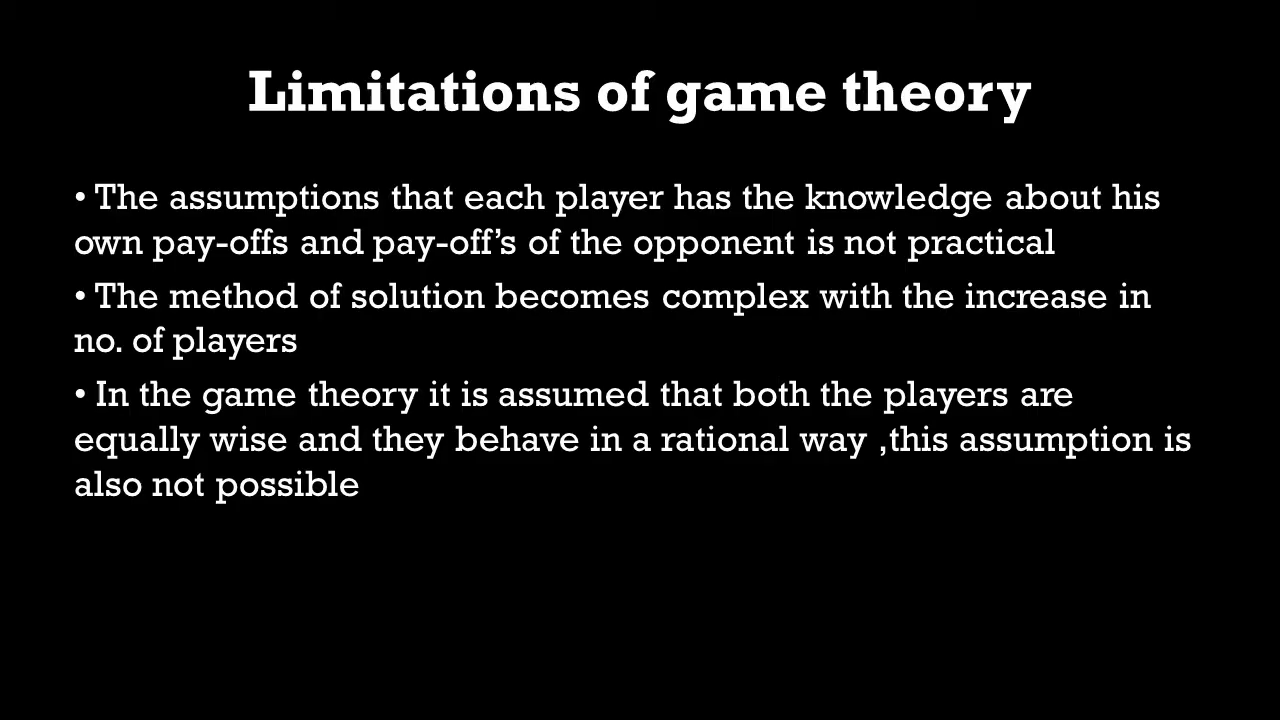 Limitations of game theory
• The assumptions that each player has the knowledge about his
own pay-offs and pay-off’s of the opponent is not practical
• The method of solution becomes complex with the increase in
no. of players
• In the game theory it is assumed that both the players are
equally wise and they behave in a rational way ,this assumption is
also not possible